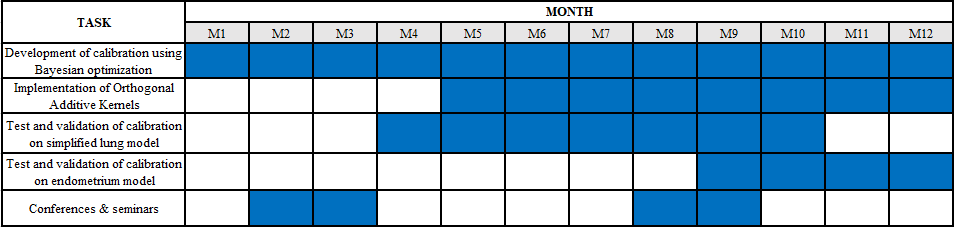 TASK
MONTH
M1 M2 M3 M4 M5 M6 M7 M8 M9 M10 M11 M12
Development of calibration using
Bayesian optimization
Implementation of Orthogonal
Additive Kernels
Test and validation of calibration
on simplified lung model
Test and validation of calibration
on endometrium model
Conferences & seminars